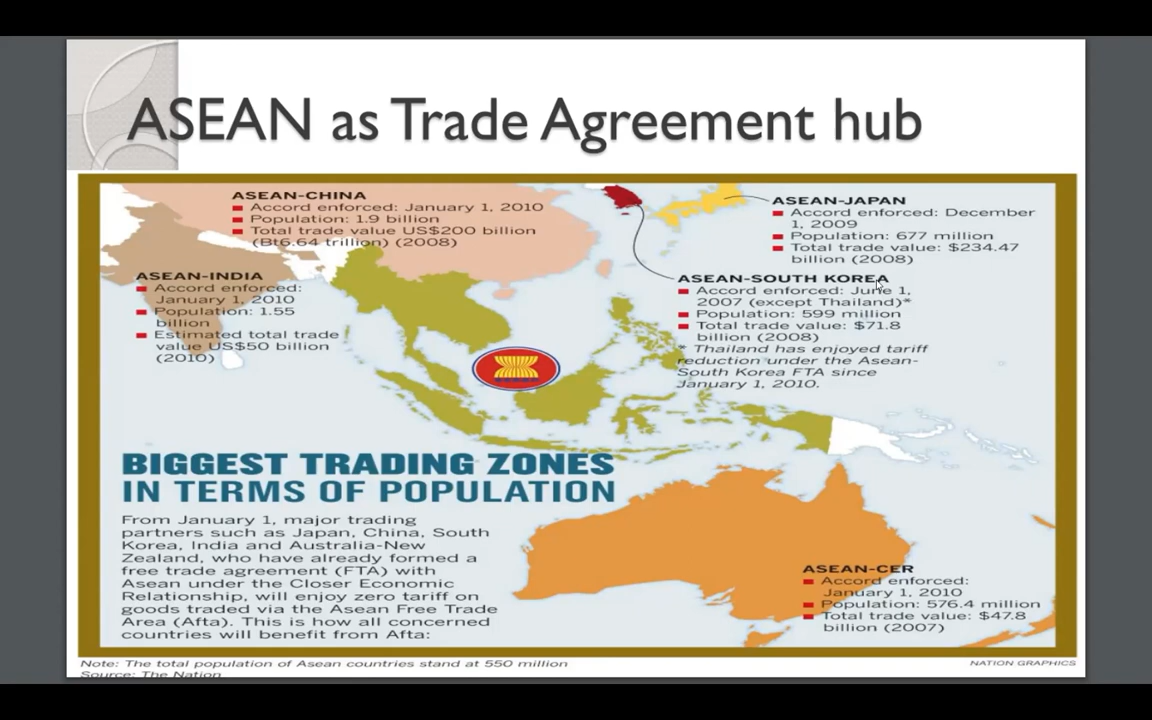 ASEAN as Trade Agreement hub
ASEAN-CHINA
Accord enforced: January 1, 2010
Population: 1.9 billion
Total trade value US$200 billion
(Bt6.64 trillion) (2008)
ASEAN-JAPAN
Accord enforced: December
1, 2009
Population: 677 million
Total trade value: $234.47
billion (2008)
ASEAN-INDIA
Accord enforced:
January 1, 2010
Population: 1.55
billion
Estimated total trade
value US$50 billion
(2010)
ASEAN-SOUTH KOREA
Accord enforced: June 1,
2007 (except Thailand)*
Population: 599 million
Total trade value: $71.8
billion (2008)
* Thailand has enjoyed tariff
reduction under the Asean-
South Korea FTA since
January 1, 2010.
BIGGEST TRADING ZONES
IN TERMS OF POPULATION
From January 1, major trading
partners such as Japan, China, South
Korea, India and Australia-New
Zealand, who have already formed a
free trade agreement (FTA) with
Asean under the Closer Economic
Relationship, will enjoy zero tariff on
goods traded via the Asean Free Trade
Area (Afta). This is how all concerned
countries will benefit from Afta:
ASEAN-CER
Accord enforced:
January 1, 2010
Population: 576.4 million
Total trade value: $47.8
billion (2007)
Note: The total population of Asean countries stand at 550 million
NATION GRAPHICS
Source: The Nation